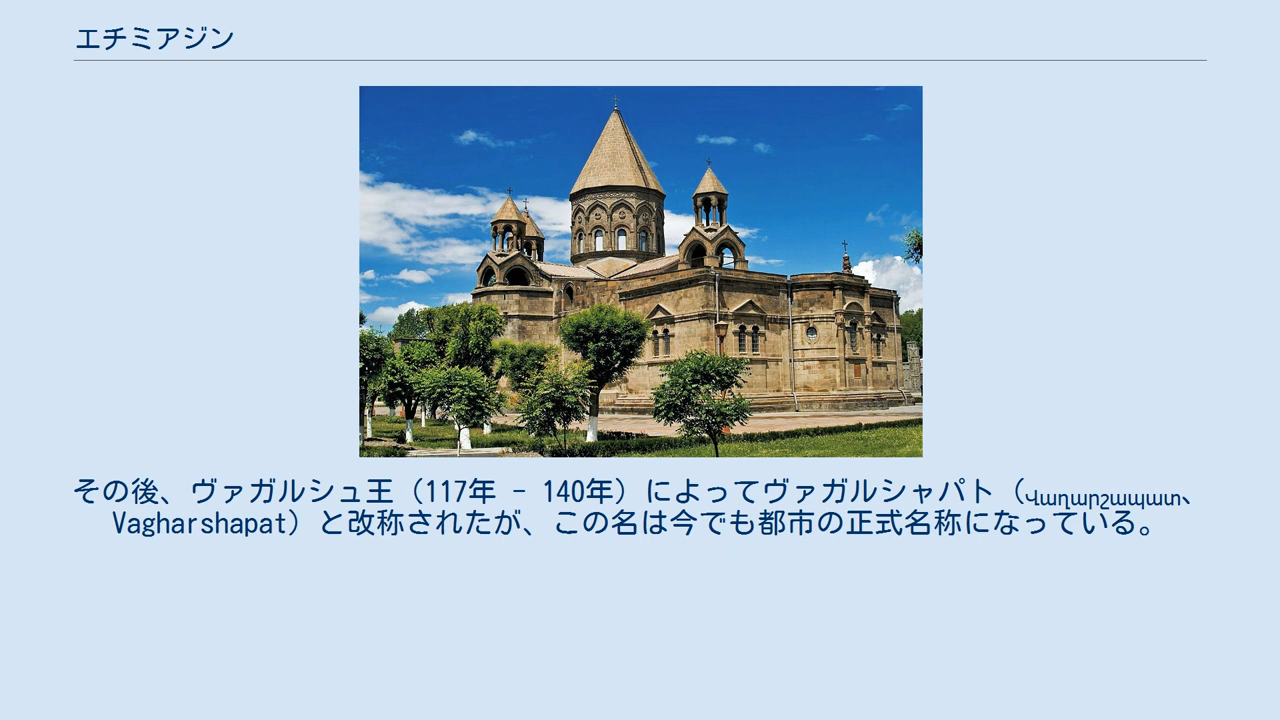 エチミアジン
その後、ヴァガルシュ王（117年 - 140年）によってヴァガルシャパト（Վաղարշապատ、
Vagharshapat）と改称されたが、この名は今でも都市の正式名称になっている。